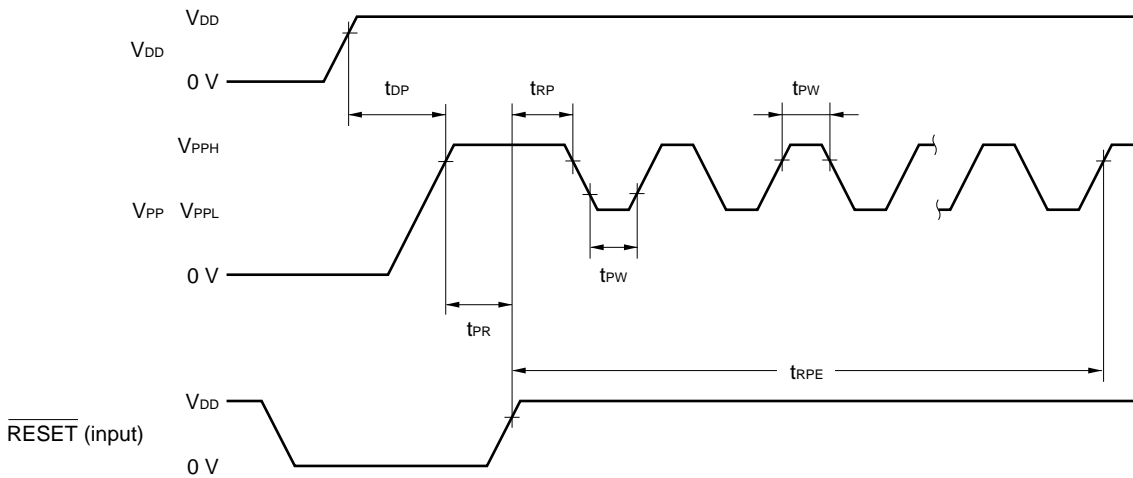 VDD
VDD
0 V
tDP
tRP
tPW
VPPH
VPP VPPL
0 V
tPW
tPR
tRPE
VDD
RESET (input)
0 V